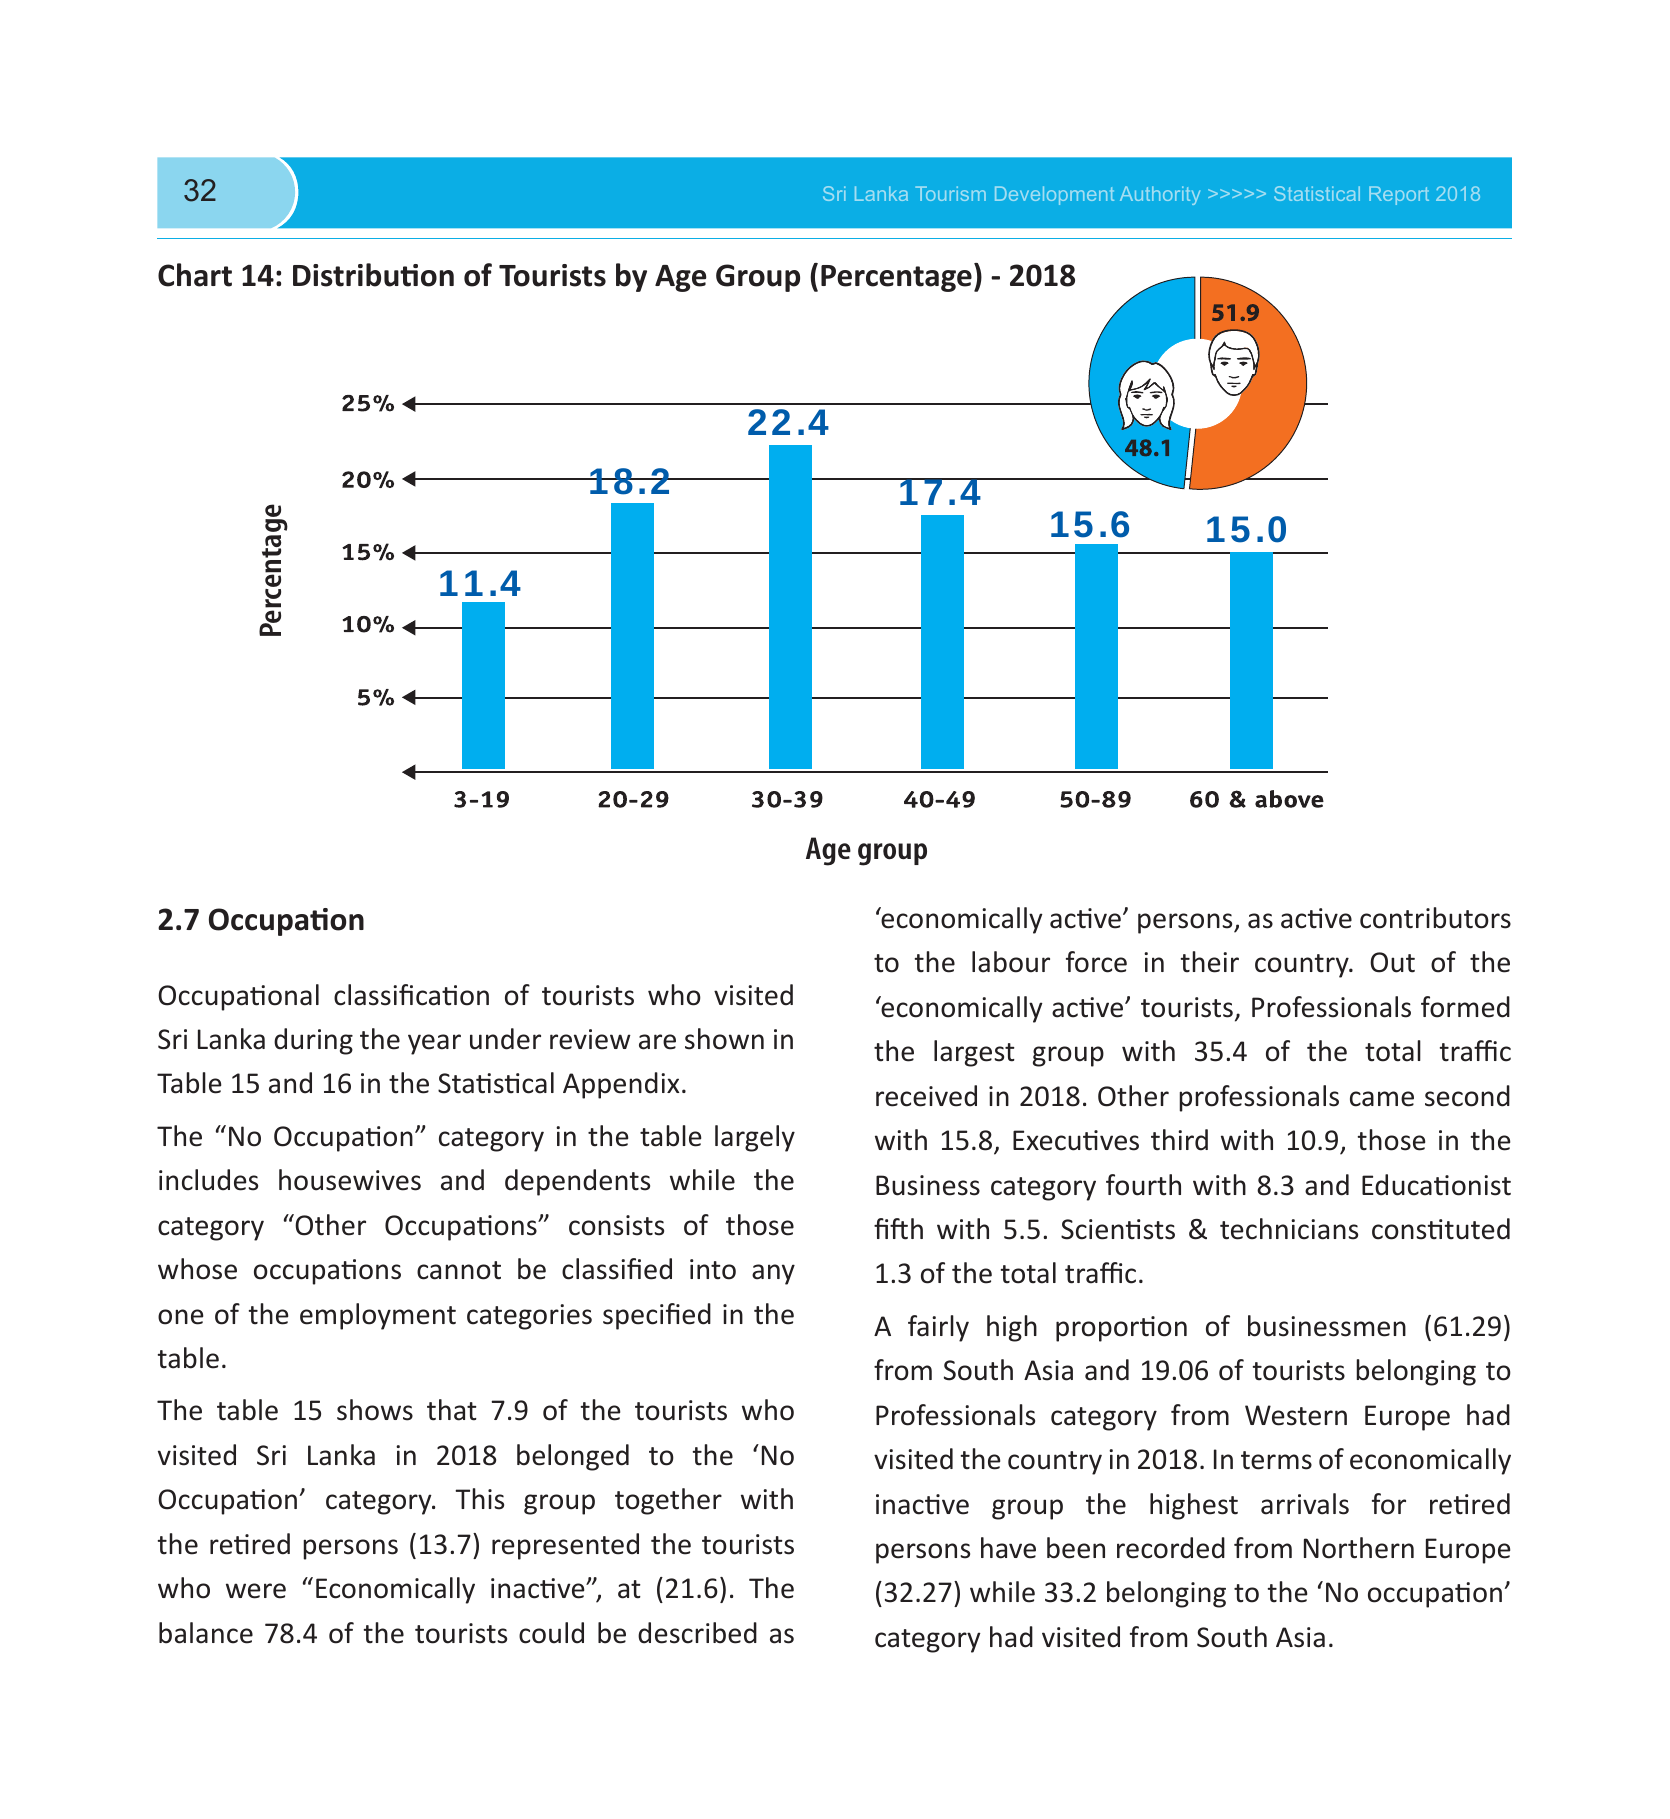 32
Sri Lanka Tourism Development Authority >>>>> Statistical Report 2018
Chart 14: Distribution of Tourists by Age Group (Percentage) - 2018
51.9
48.1
25%
20%
15%
10%
5%
Percentage
11.4
18.2
22.4
17.4
15.6
15.0
3-19
20-29
30-39
40-49
50-89
60 & above
Age group
2.7 Occupation
Occupational classification of tourists who visited
Sri Lanka during the year under review are shown in
Table 15 and 16 in the Statistical Appendix.
The “No Occupation” category in the table largely
includes housewives and dependents while the
category “Other Occupations” consists of those
whose occupations cannot be classified into any
one of the employment categories specified in the
table.
The table 15 shows that 7.9 of the tourists who
visited Sri Lanka in 2018 belonged to the ‘No
Occupation’ category. This group together with
the retired persons (13.7) represented the tourists
who were “Economically inactive”, at (21.6). The
balance 78.4 of the tourists could be described as
‘economically active’ persons, as active contributors
to the labour force in their country. Out of the
‘economically active’ tourists, Professionals formed
the largest group with 35.4 of the total traffic
received in 2018. Other professionals came second
with 15.8, Executives third with 10.9, those in the
Business category fourth with 8.3 and Educationist
fifth with 5.5. Scientists & technicians constituted
1.3 of the total traffic.
A fairly high proportion of businessmen (61.29)
from South Asia and 19.06 of tourists belonging to
Professionals category from Western Europe had
visited the country in 2018. In terms of economically
inactive group the highest arrivals for retired
persons have been recorded from Northern Europe
(32.27) while 33.2 belonging to the ‘No occupation’
category had visited from South Asia.